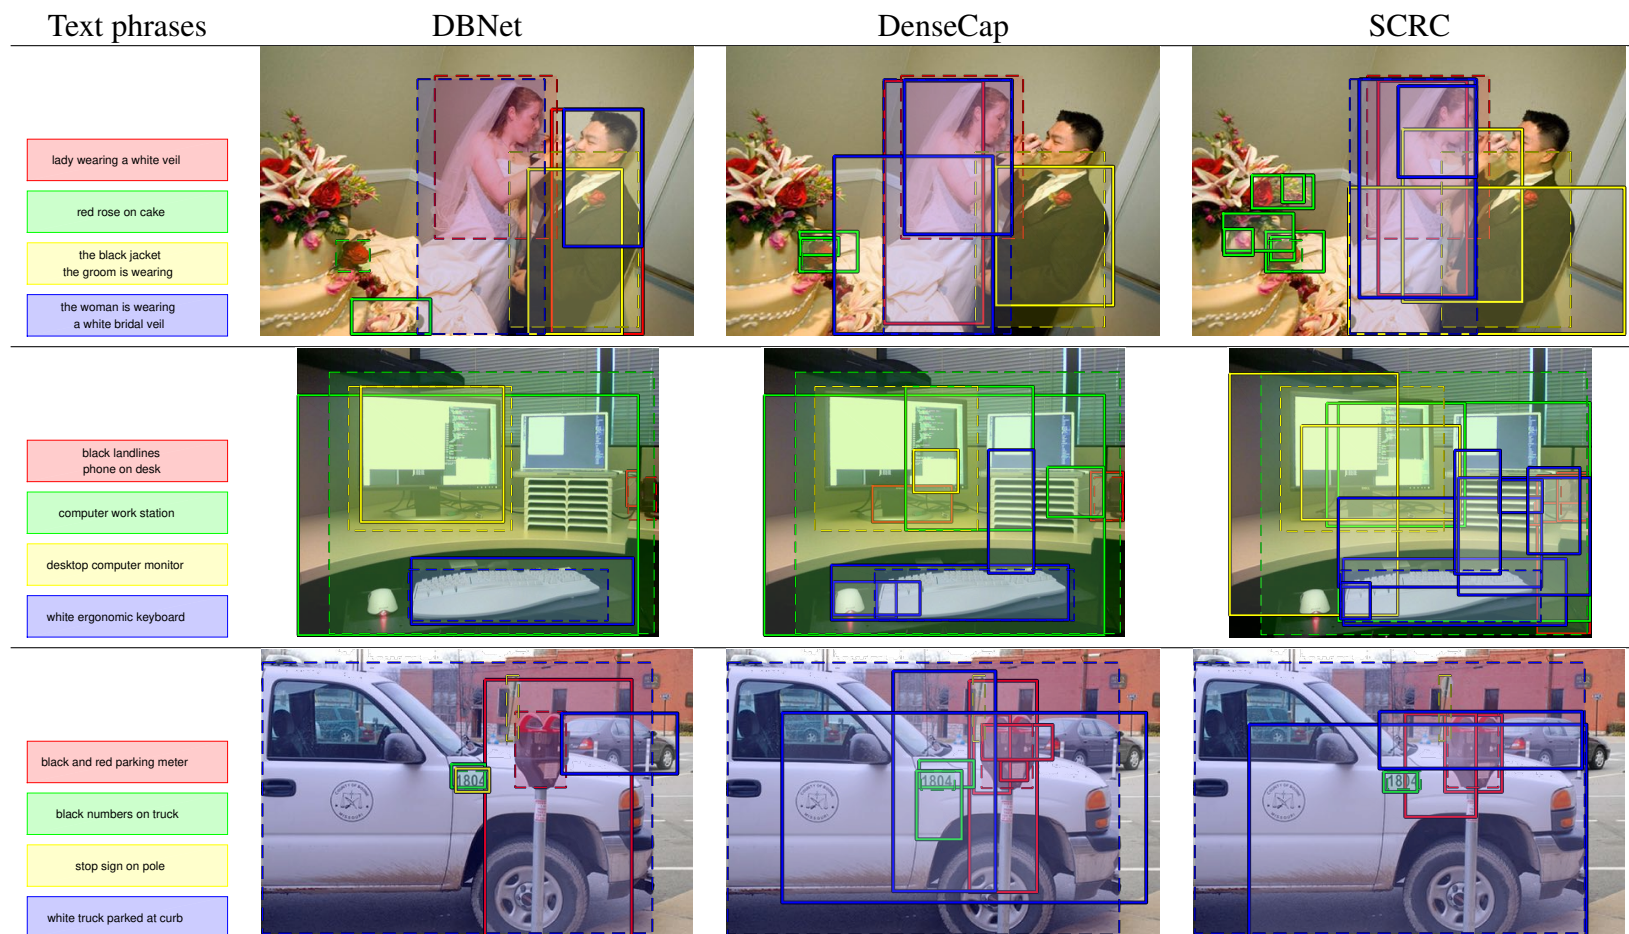 Text phrases DBNet DenseCap SCRC
lady wearing a white veil
red rose on cake
the black jacket
the groom is wearing
the woman is wearing
a white bridal veil
black landlines
phone on desk
computer work station
desktop computer monitor
white ergonomic keyboard
black and red parking meter
black numbers on truck
stop sign on pole
white truck parked at curb
1804
1804
1804